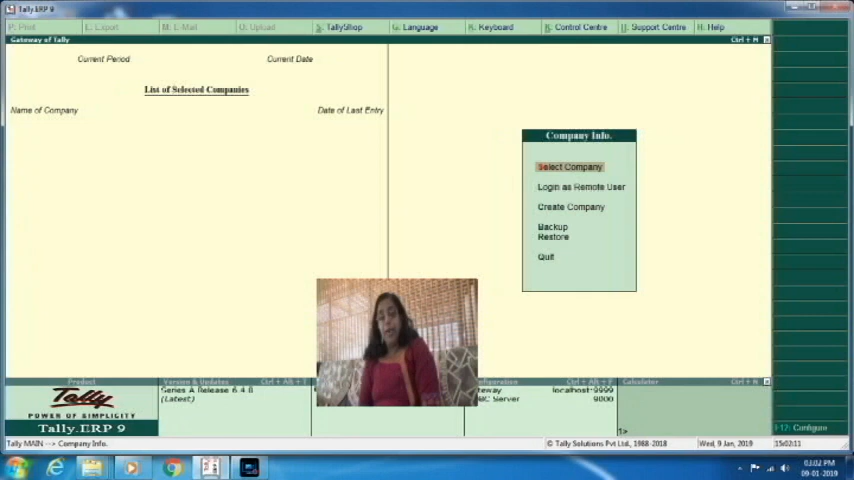 Tally.ERP 9
P: Print E: Export M: E-Mail O: Upload S: TallyShop G: Language K: Keyboard K: Control Centre H: Support Centre H: Help
Gateway of Tally Ctrl + M
Current Period Current Date
List of Selected Companies
Name of Company Date of Last Entry
Company Info.
Select Company
Login as Remote User
Create Company
Backup
Restore
Quit
Product Version & Updates Ctrl + Alt + T Ctrl + Alt + F Calculator Ctrl + N
Tally
POWER OF SIMPLICITY
Tally.ERP 9
Series A Release 6.4.8
(Latest)
localhost:9999
Server 9000
1>
F12: Configure
Tally MAIN --> Company Info. © Tally Solutions Pvt Ltd., 1988-2018 Wed, 9 Jan, 2019 15:02:11
03:02 PM
09-01-2019